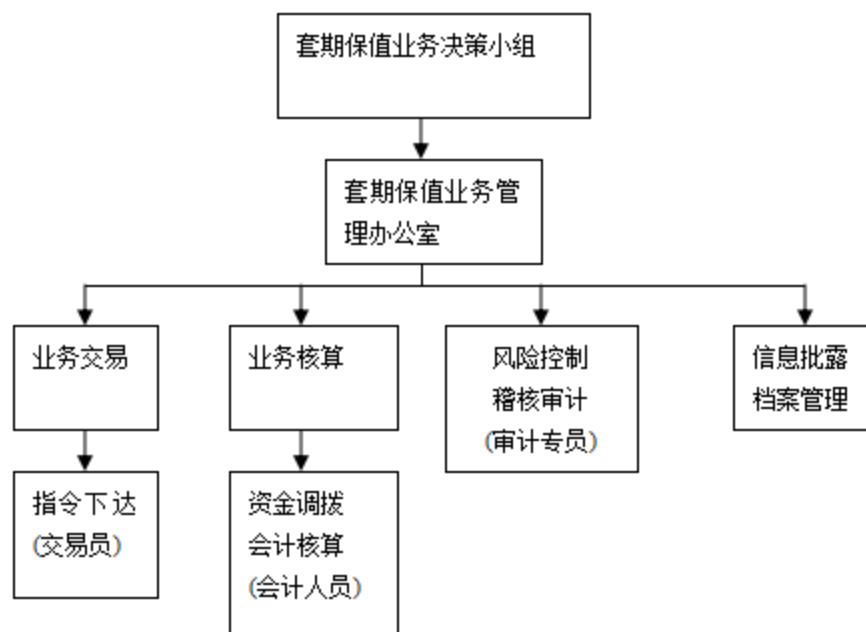 套期保值业务决策小组
套期保值业务管
理办公室
业务交易
业务核算
风险控制
稽核审计
(审计专员)
信息批露
档案管理
指令下达
(交易员)
资金调拨
会计核算
(会计人员)